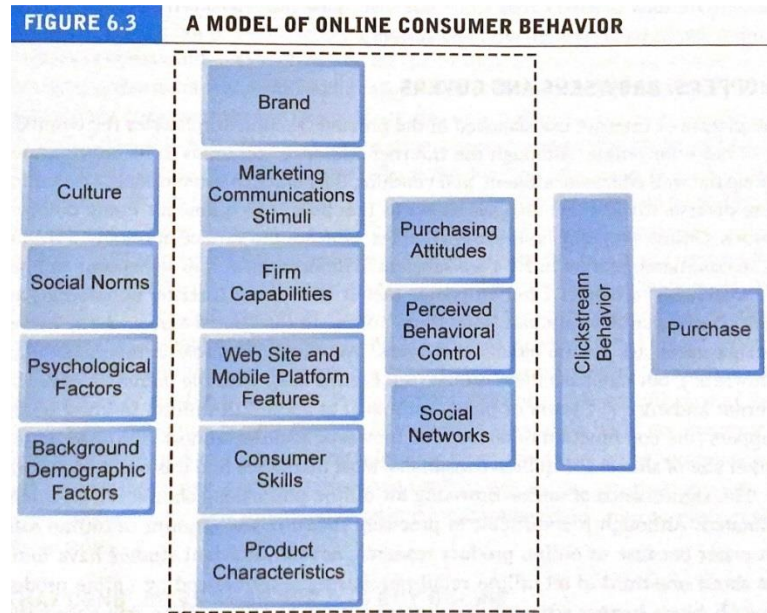 FIGURE 6.3
A MODEL OF ONLINE CONSUMER BEHAVIOR
Culture
Social Norms
Psychological
Factors
Background
Demographic
Factors
Brand
Marketing
Communications
Stimuli
Firm
Capabilities
Web Site and
Mobile Platform
Features
Consumer
Skills
Product
Characteristics
Purchasing
Attitudes
Perceived
Behavioral
Control
Social
Networks
Clickstream
Behavior
Purchase